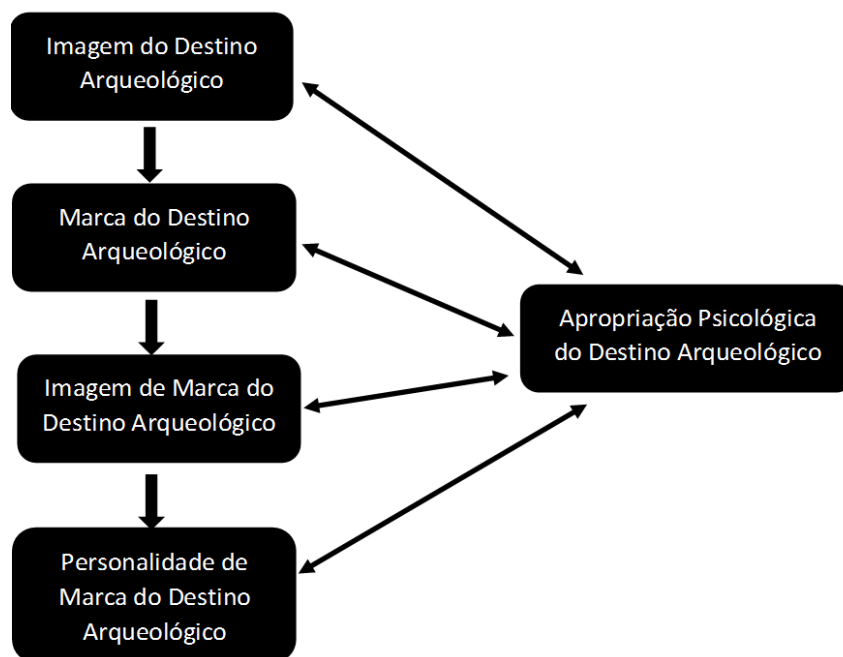 Imagem do Destino
Arqueológico
Marca do Destino
Arqueológico
Imagem de Marca do
Destino Arqueológico
Personalidade de
Marca do Destino
Arqueológico
Apropriação Psicológica
do Destino Arqueológico